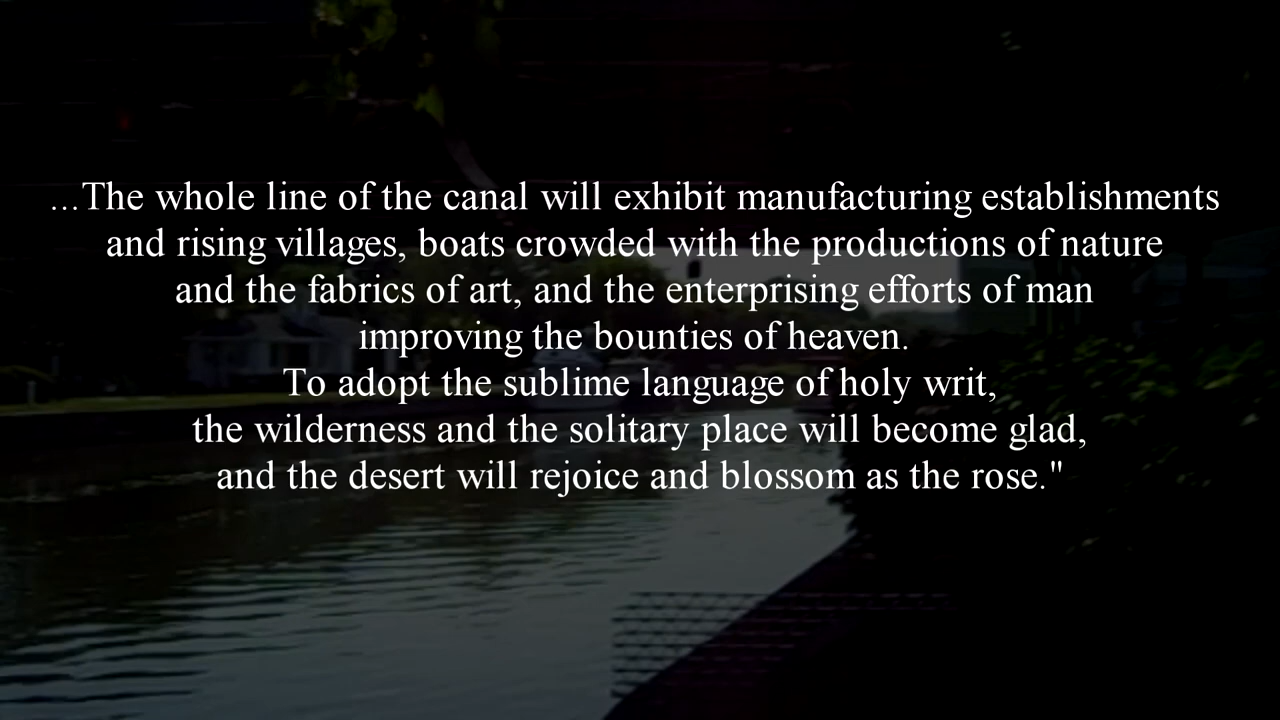 ...The whole line of the canal will exhibit manufacturing establishments
and rising villages, boats crowded with the productions of nature
and the fabrics of art, and the enterprising efforts of man
improving the bounties of heaven.
To adopt the sublime language of holy writ,
the wilderness and the solitary place will become glad,
and the desert will rejoice and blossom as the rose."